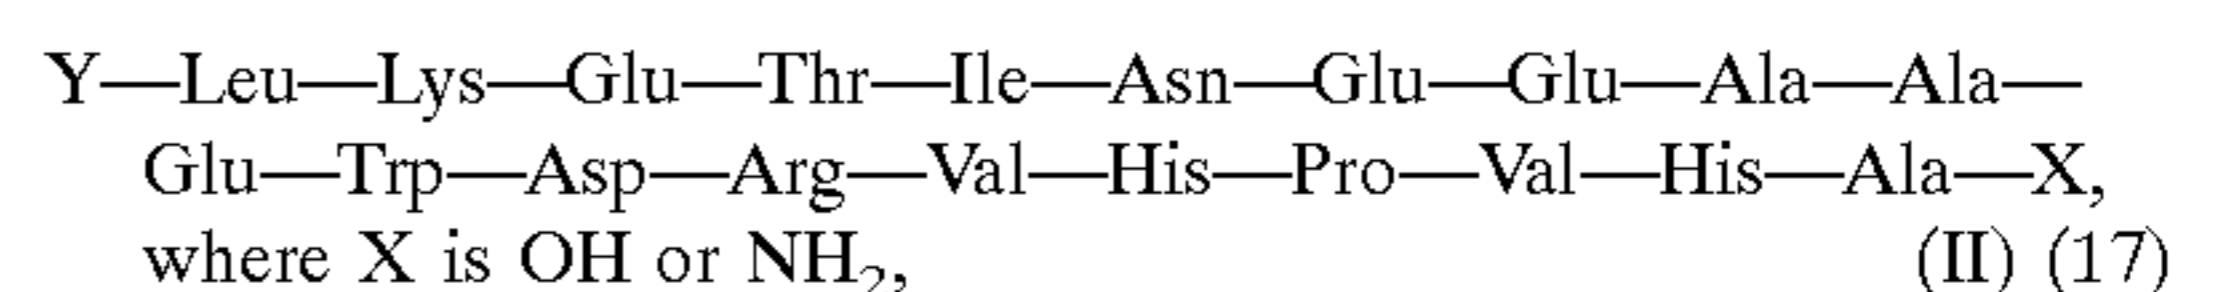 Y—Leu—Lys—Glu—Thr—Ile—Asn—Glu—Glu—Ala—Ala—
Glu—Trp—Asp—Arg—Val—His—Pro—Val—His—Ala—X,
where X is OH or NH₂, (II) (17)